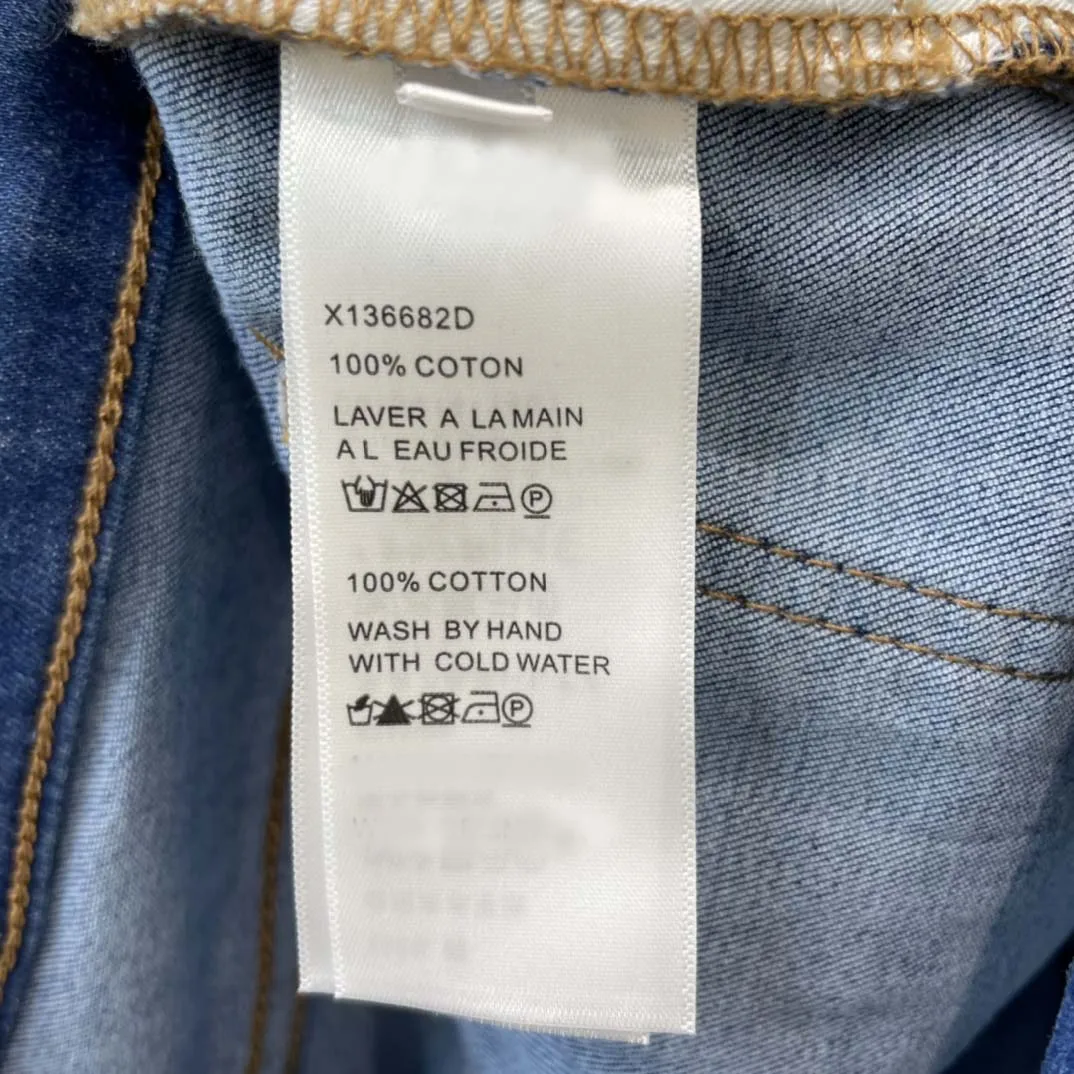 X136682D
100% COTON
LAVER A LA MAIN
A L EAU FROIDE
P
100% COTTON
WASH BY HAND
WITH COLD WATER
P